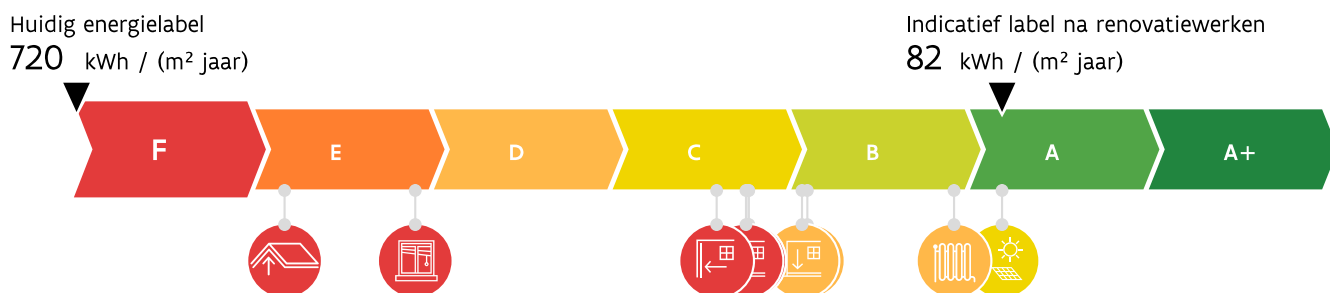 Huidig energielabel
720 kWh / (m² jaar)
Indicatief label na renovatiewerken
82 kWh / (m² jaar)
F E D C B A A+